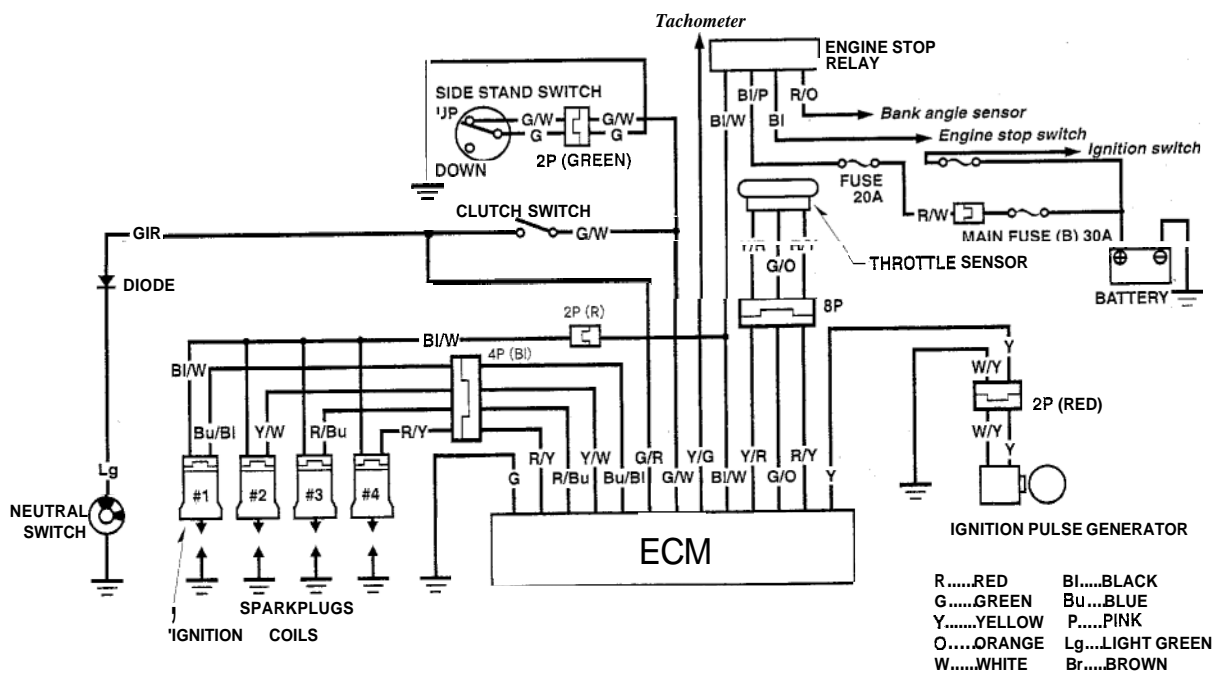 Tachometer
ENGINE STOP
RELAY
SIDE STAND SWITCH
'JP
G/W
G/W
G
G
2P (GREEN)
DOWN
Bl/W
Bl/P
Bl
R/O
Bank angle sensor
Engine stop switch
Ignition switch
FUSE
20A
R/W
MAIN FUSE (B) 30A
CLUTCH SWITCH
G/W
GIR
G/O
THROTTLE SENSOR
BATTERY
DIODE
2P (R)
8P
Bl/W
4P (Bl)
Bl/W
Y
W/Y
2P (RED)
W/Y
Y
Bu/Bl
Y/W
R/Bu
R/Y
Lg
#1
#2
#3
#4
G
R/Y
R/Bu
Y/W
Bu/Bl
G/R
G/W
Y/G
Bl/W
Y/R
G/O
R/Y
Y
NEUTRAL
SWITCH
ECM
IGNITION PULSE GENERATOR
SPARKPLUGS
'IGNITION COILS
R.....RED
Bl....BLACK
G.....GREEN
Bu...BLUE
Y.......YELLOW
P.....PINK
O......ORANGE
Lg....LIGHT GREEN
W......WHITE
Br.....BROWN